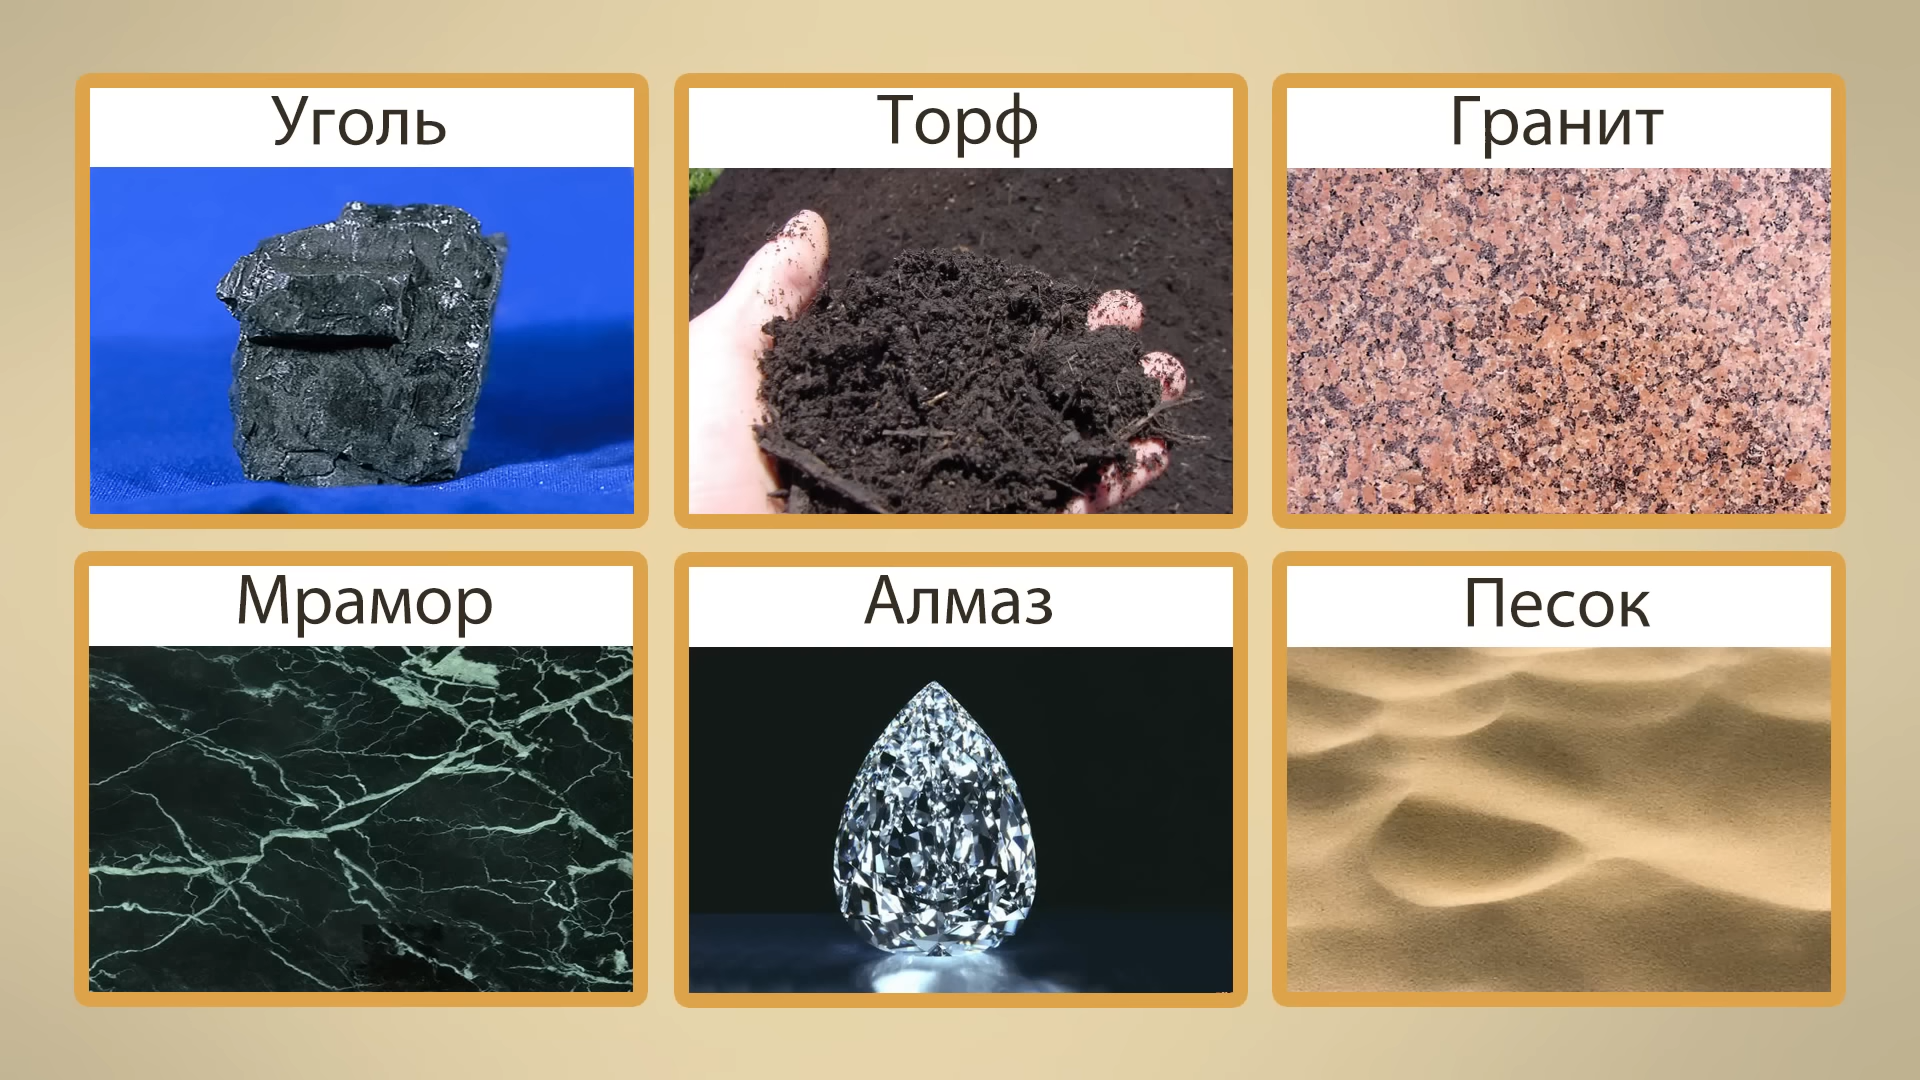 Уголь
Торф
Гранит
Мрамор
Алмаз
Песок